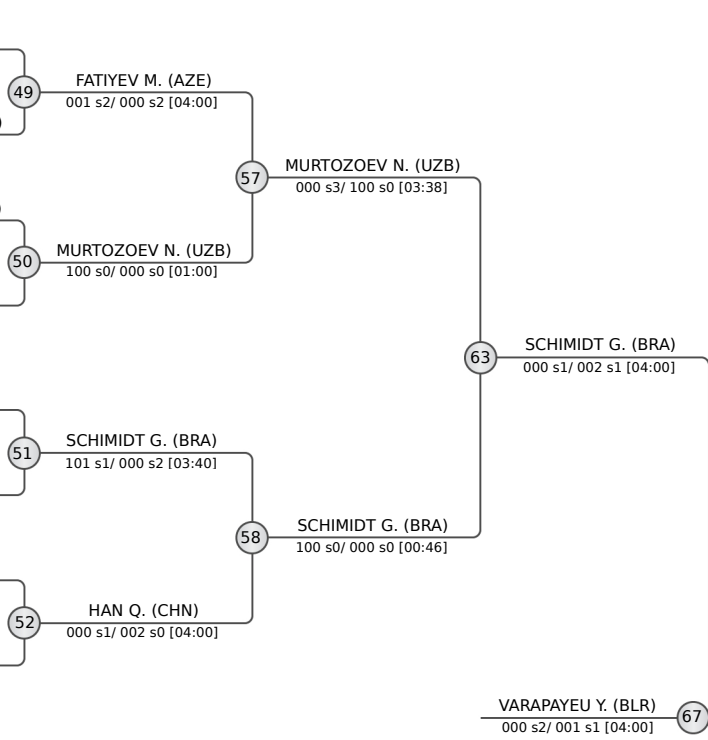 FATIYEV M. (AZE)
49
001 s2/ 000 s2 [04:00]
MURTOZOEV N. (UZB)
57
000 s3/ 100 s0 [03:38]
MURTOZOEV N. (UZB)
50
100 s0/ 000 s0 [01:00]
SCHIMIDT G. (BRA)
63
000 s1/ 002 s1 [04:00]
SCHIMIDT G. (BRA)
51
101 s1/ 000 s2 [03:40]
SCHIMIDT G. (BRA)
58
100 s0/ 000 s0 [00:46]
HAN Q. (CHN)
52
000 s1/ 002 s0 [04:00]
VARAPAYEU Y. (BLR)
67
000 s2/ 001 s1 [04:00]